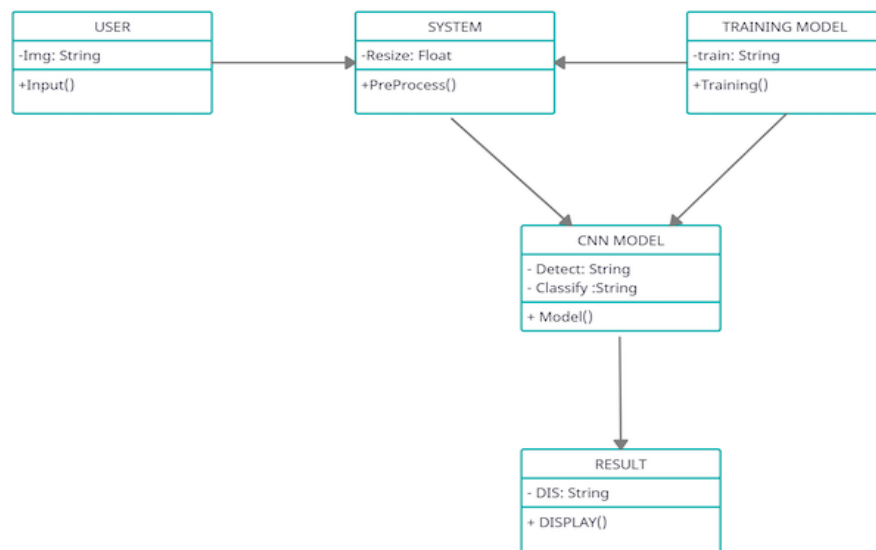 USER
-Img: String
+Input()
SYSTEM
-Resize: Float
+PreProcess()
TRAINING MODEL
-train: String
+Training()
CNN MODEL
- Detect: String
- Classify :String
+ Model()
RESULT
- DIS: String
+ DISPLAY()